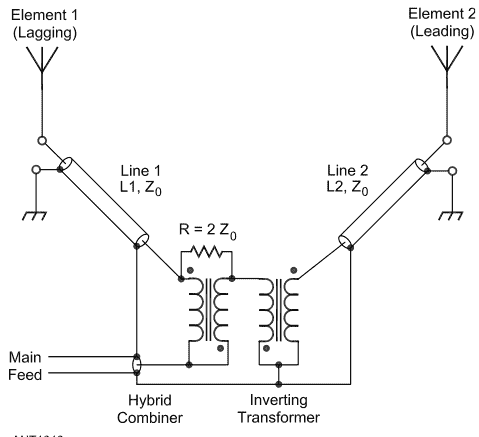 Element 1
(Lagging)
Element 2
(Leading)
Line 1
L1, Z0
Line 2
L2, Z0
R = 2 Z0
Main
Feed
Hybrid
Combiner
Inverting
Transformer